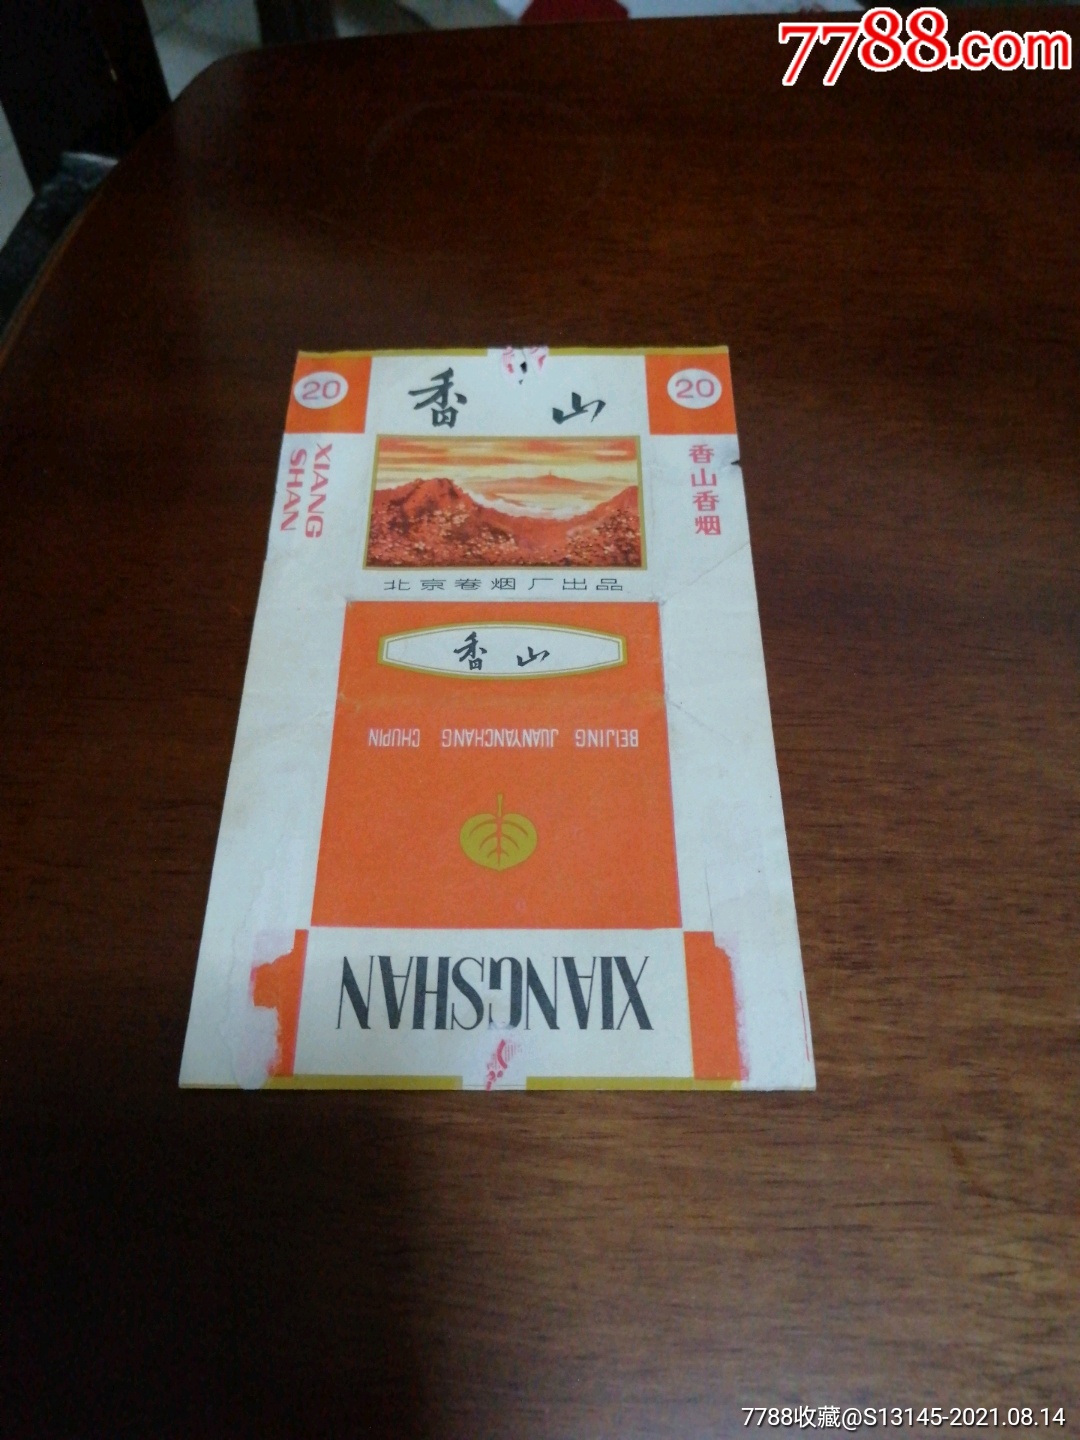 7788.com
20
香 山
20
XIANG
SHAN
香山香烟
北京卷烟厂出品
香 山
BEIJING JUANYANCHANG CHUPIN
XIANGSHAN
7788收藏@S13145-2021.08.14